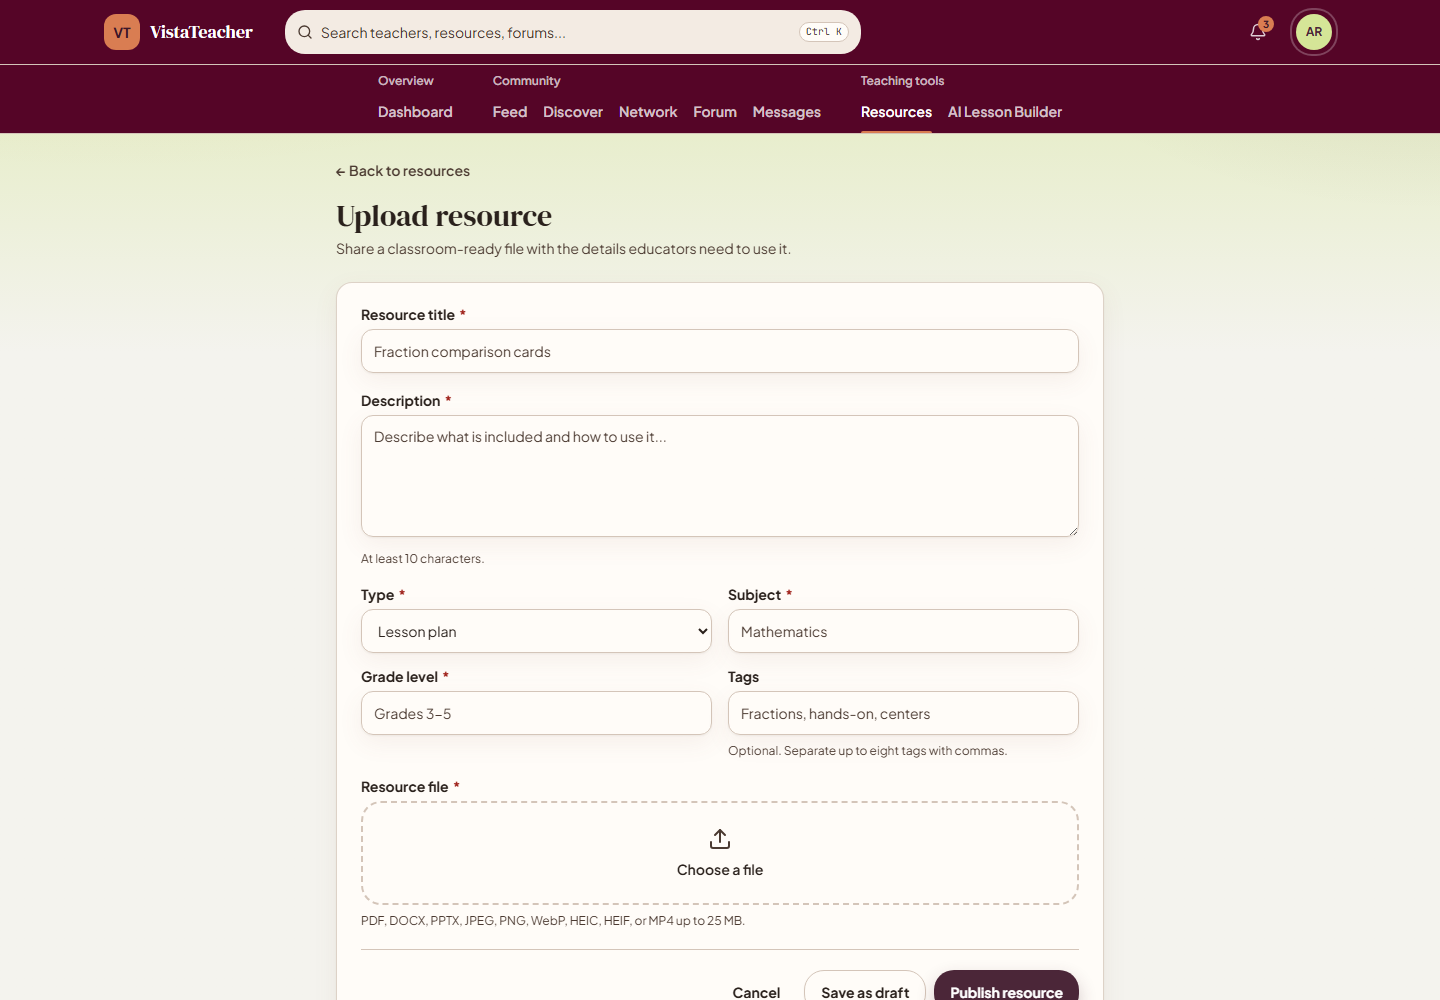 VT VistaTeacher
Search teachers, resources, forums... Ctrl K
3
AR
Overview
Dashboard
Community
Feed Discover Network Forum Messages
Teaching tools
Resources AI Lesson Builder
← Back to resources
Upload resource
Share a classroom-ready file with the details educators need to use it.
Resource title *
Fraction comparison cards
Description *
Describe what is included and how to use it...
At least 10 characters.
Type *
Lesson plan
Subject *
Mathematics
Grade level *
Grades 3–5
Tags
Fractions, hands-on, centers
Optional. Separate up to eight tags with commas.
Resource file *
Choose a file
PDF, DOCX, PPTX, JPEG, PNG, WebP, HEIC, HEIF, or MP4 up to 25 MB.
Cancel Save as draft Publish resource